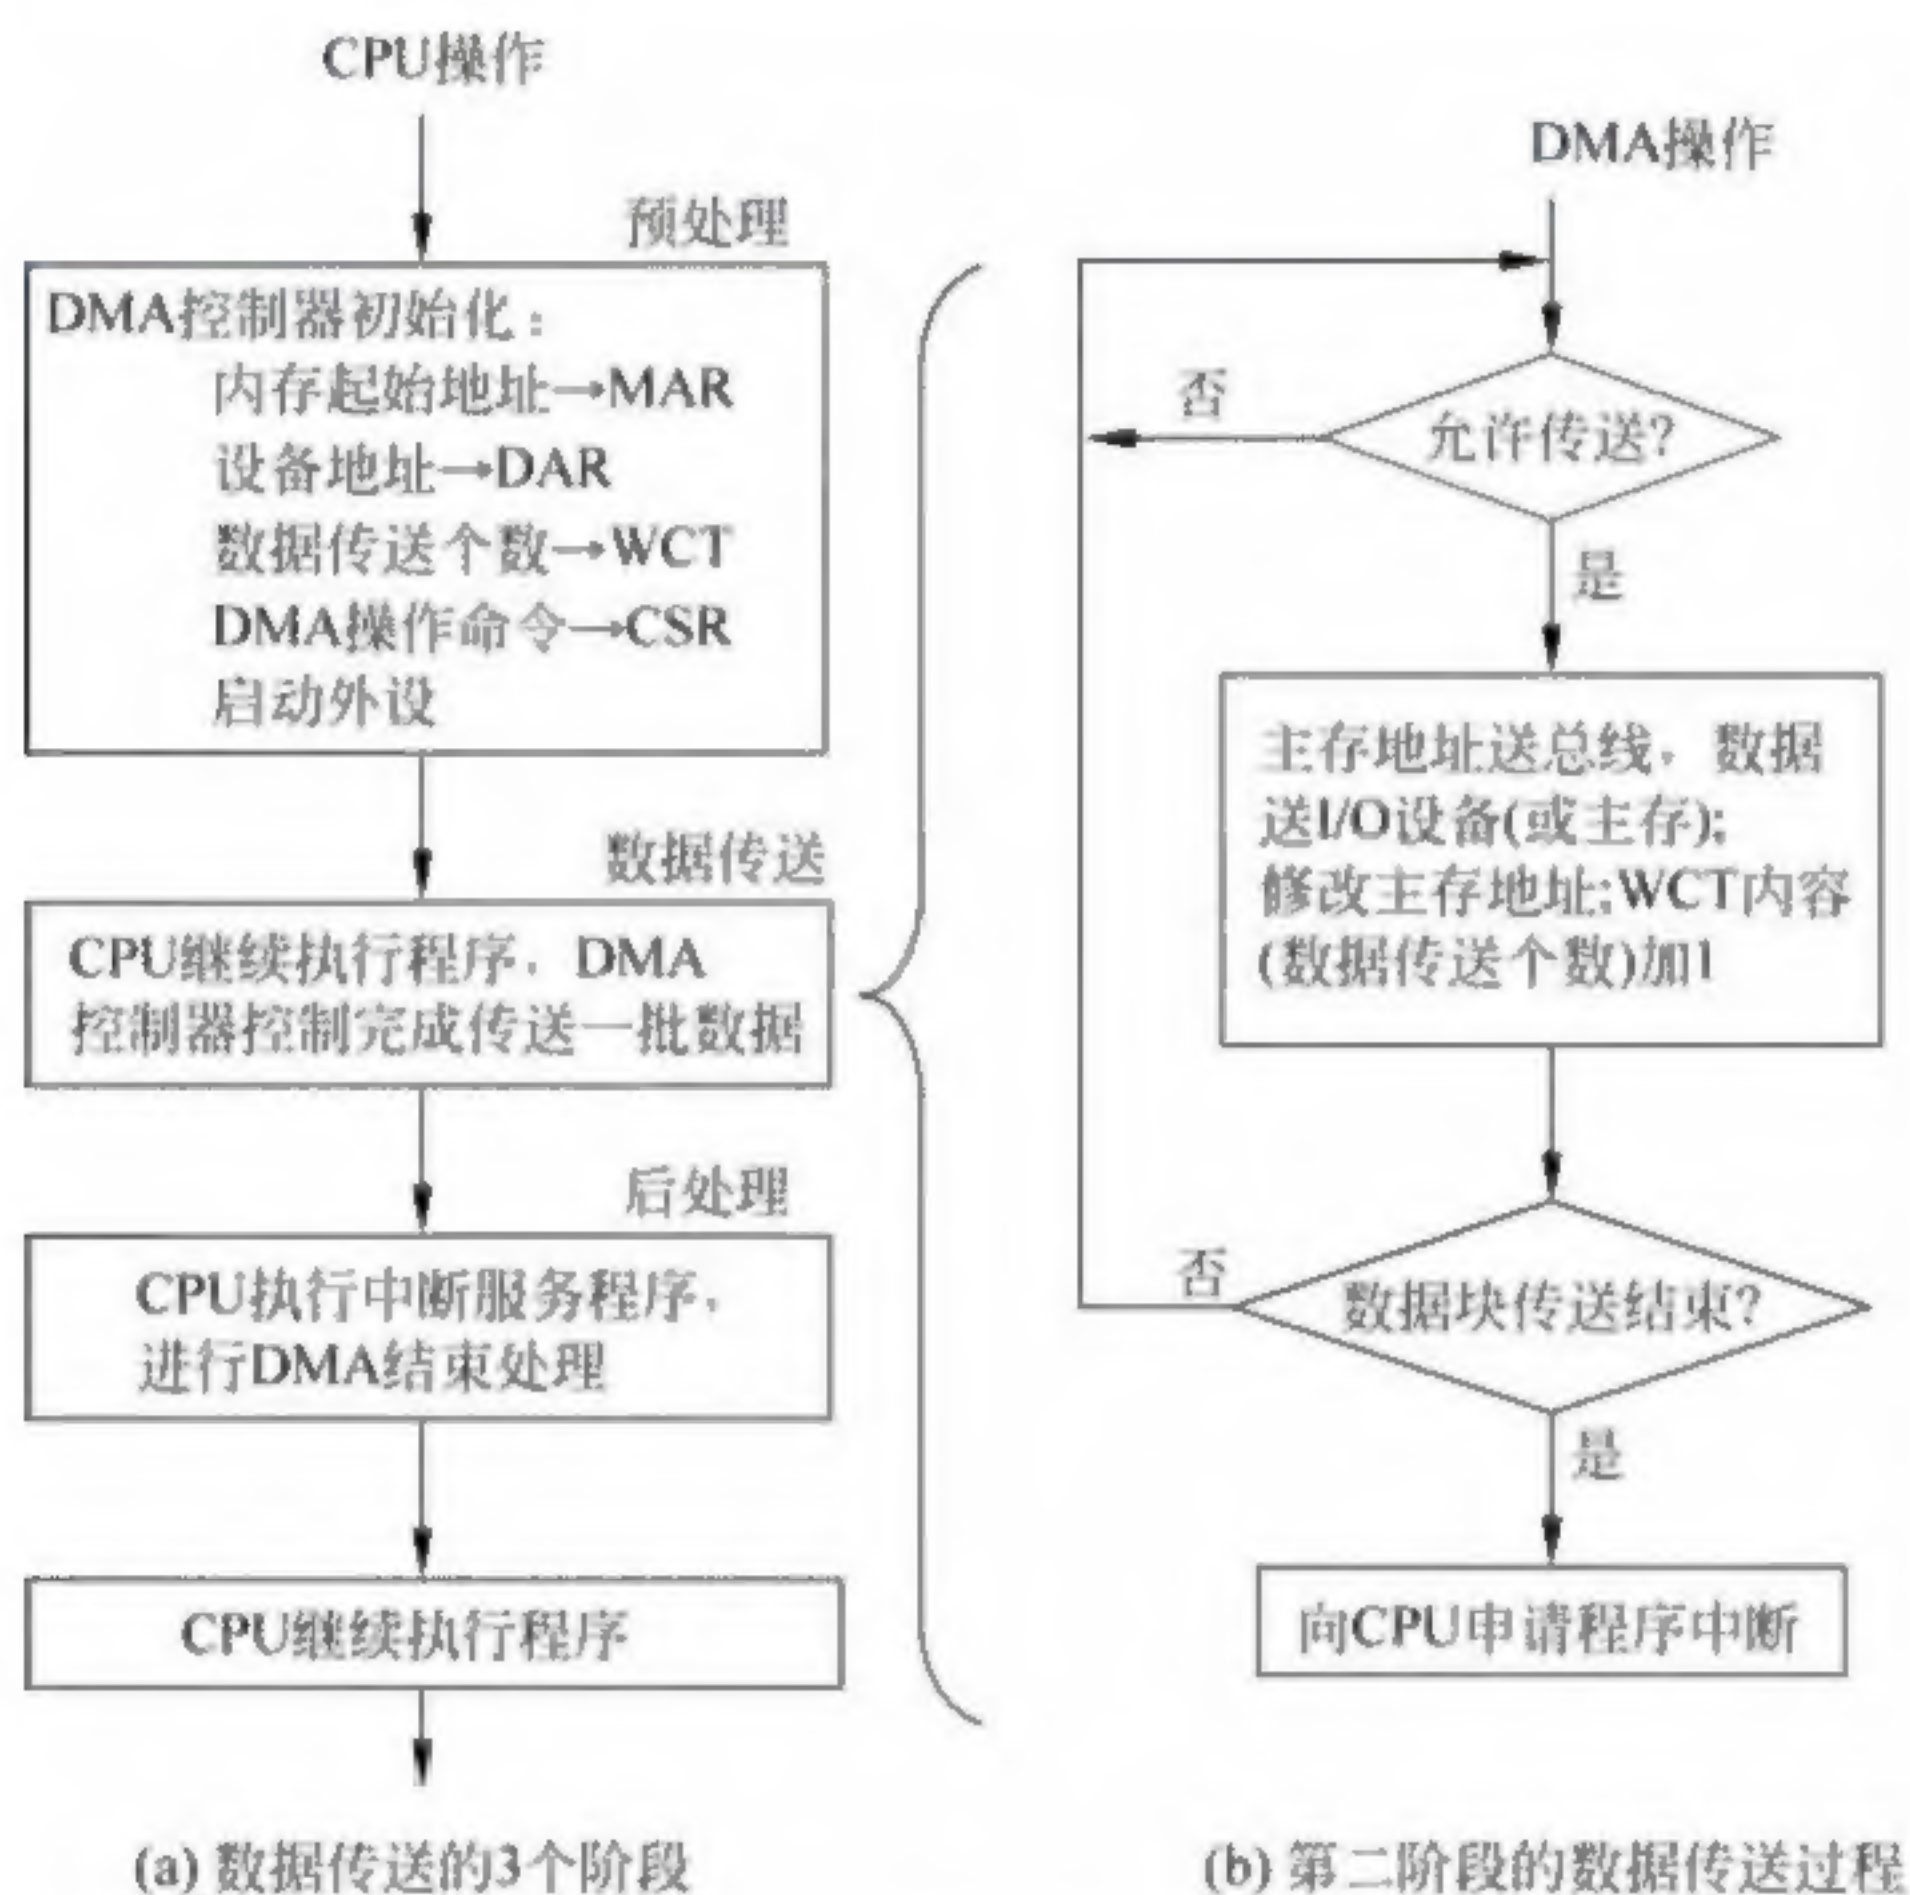 CPU操作
预处理
DMA控制器初始化：
内存起始地址→MAR
设备地址→DAR
数据传送个数→WCT
DMA操作命令→CSR
启动外设
数据传送
CPU继续执行程序，DMA
控制器控制完成传送一批数据
后处理
CPU执行中断服务程序，
进行DMA结束处理
CPU继续执行程序
(a) 数据传送的3个阶段
DMA操作
允许传送?
否
是
主存地址送总线，数据
送I/O设备(或主存);
修改主存地址;WCT内容
(数据传送个数)加1
数据块传送结束?
否
是
向CPU申请程序中断
(b) 第二阶段的数据传送过程